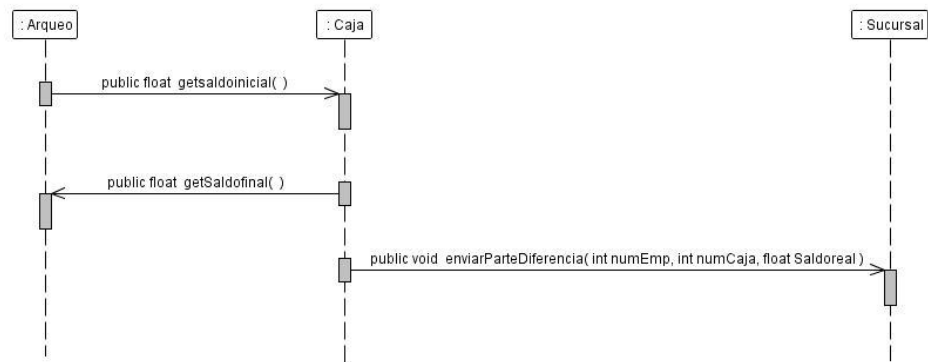 : Arqueo
: Caja
: Sucursal
public float getsaldoinicial( )
public float getSaldofinal( )
public void enviarParteDiferencia( int numEmp, int numCaja, float Saldoreal )